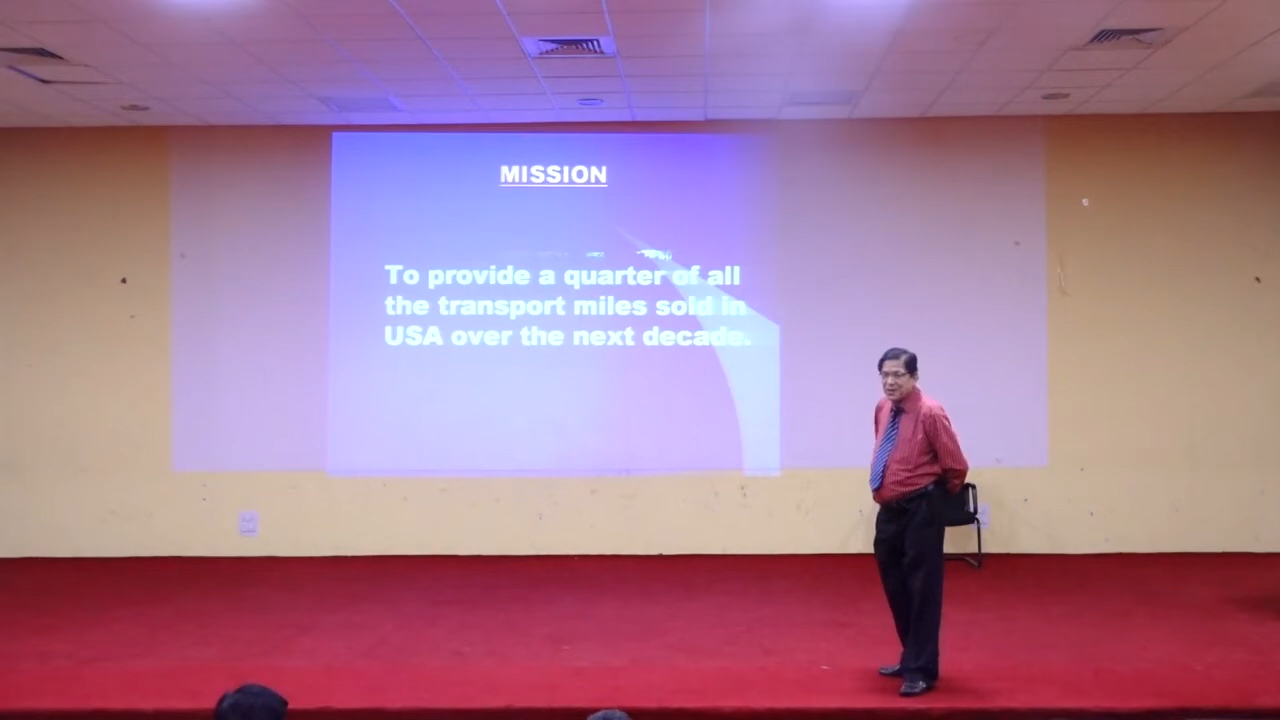 MISSION
To provide a quarter of all
the transport miles sold in
USA over the next decade.